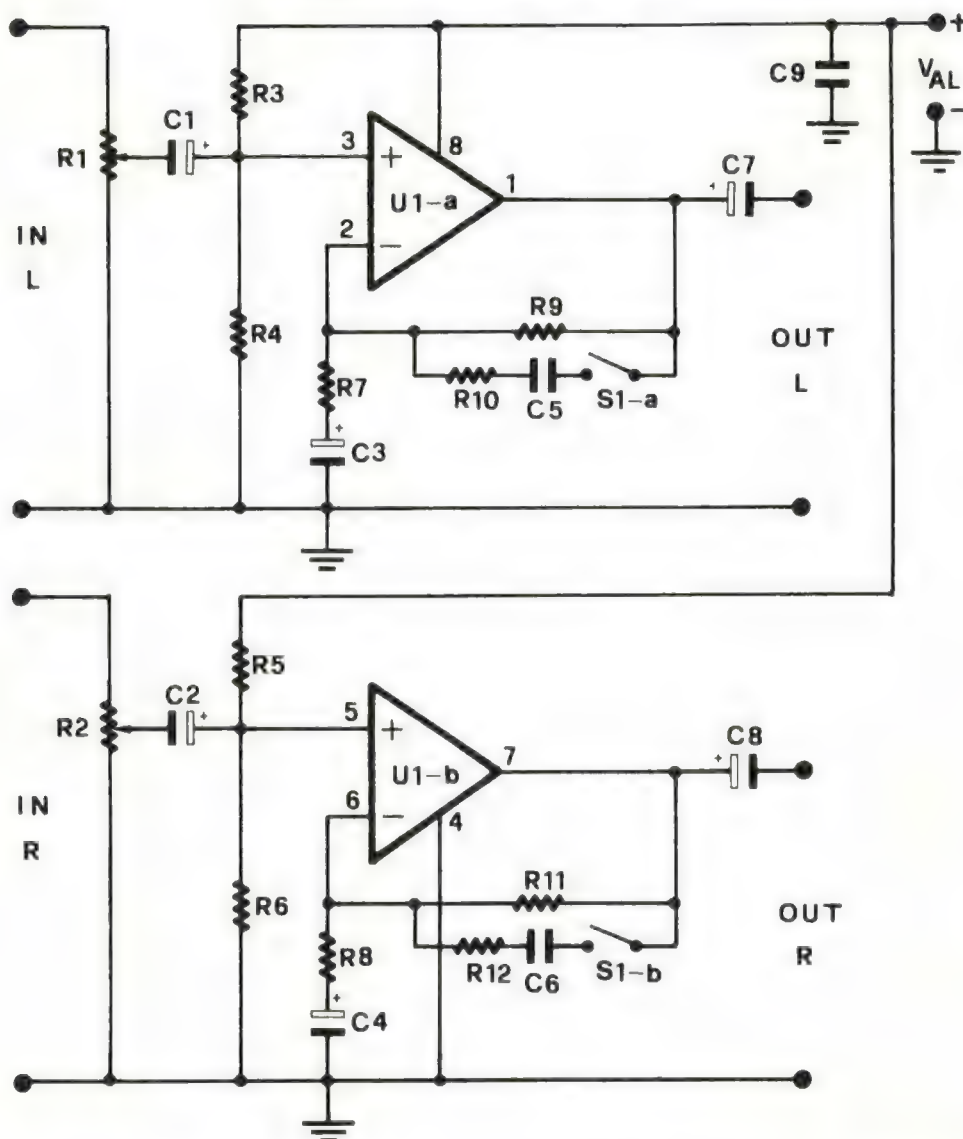 +
R3
C9
V AL
−
C1 +
3 + 8
C7
+
R1
U1-a
1
IN
L
2 −
R9
R4
OUT
L
R7
R10 C5 S1-a
+
C3
R5
C2 +
5 +
7
C8
+
R2
U1-b
6 −
4
IN
R
R11
R6
OUT
R
R8
R12 C6 S1-b
+
C4